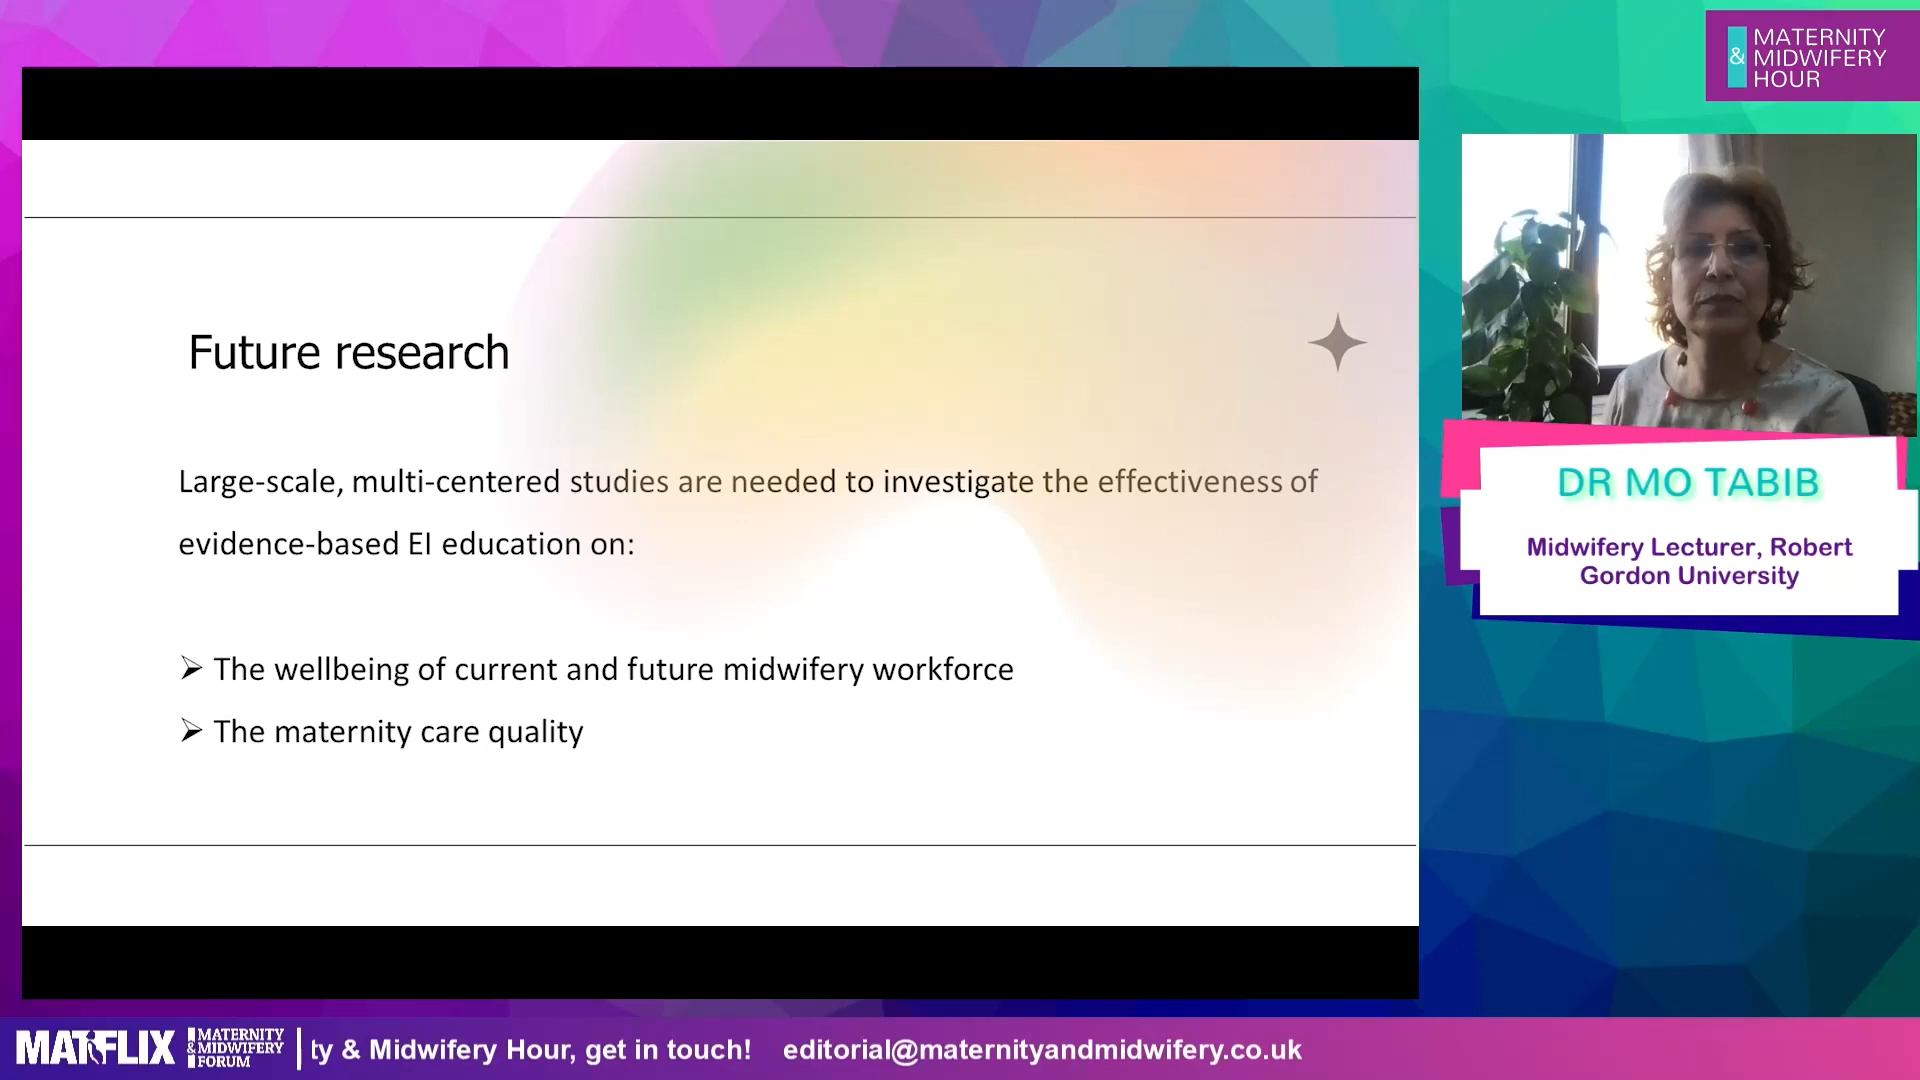 MATERNITY
& MIDWIFERY
HOUR
Future research
Large-scale, multi-centered studies are needed to investigate the effectiveness of
evidence-based EI education on:
➢ The wellbeing of current and future midwifery workforce
➢ The maternity care quality
DR MO TABIB
Midwifery Lecturer, Robert
Gordon University
MATFLIX
MATERNITY
& MIDWIFERY
FORUM
ty & Midwifery Hour, get in touch! editorial@maternityandmidwifery.co.uk